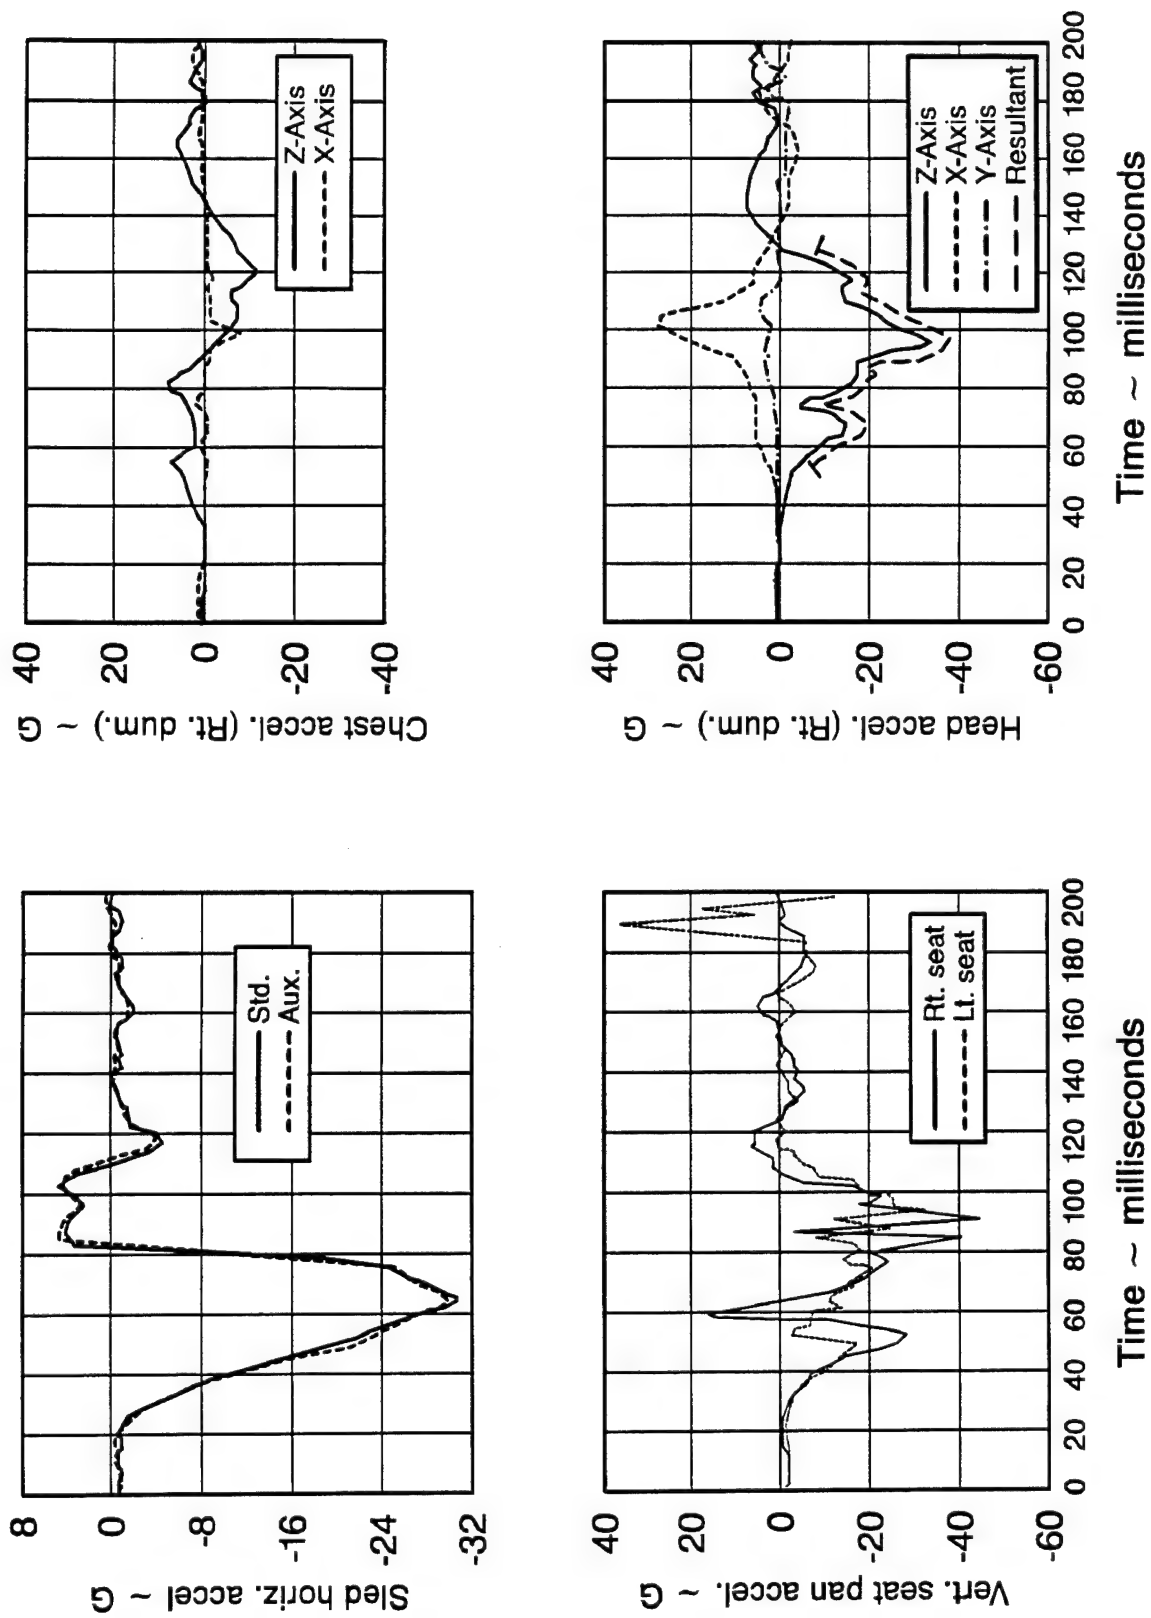 Sled horiz. accel ~ G
8
0
-8
-16
-24
-32
Std.
Aux.
Chest accel. (Rt. dum.) ~ G
40
20
0
-20
-40
Z-Axis
X-Axis
Vert. seat pan accel. ~ G
40
20
0
-20
-40
-60
Rt. seat
Lt. seat
0 20 40 60 80 100 120 140 160 180 200
Time ~ milliseconds
Head accel. (Rt. dum.) ~ G
40
20
0
-20
-40
-60
Z-Axis
X-Axis
Y-Axis
Resultant
0 20 40 60 80 100 120 140 160 180 200
Time ~ milliseconds